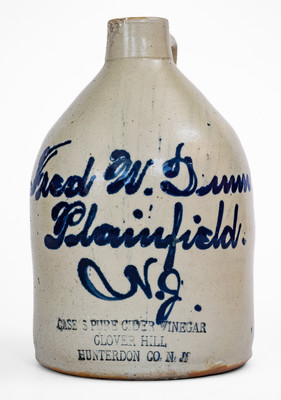 Fred W. Dunn
Plainfield.
N.J.
CASE'S PURE CIDER VINEGAR
CLOVER HILL
HUNTERDON CO. N. J.